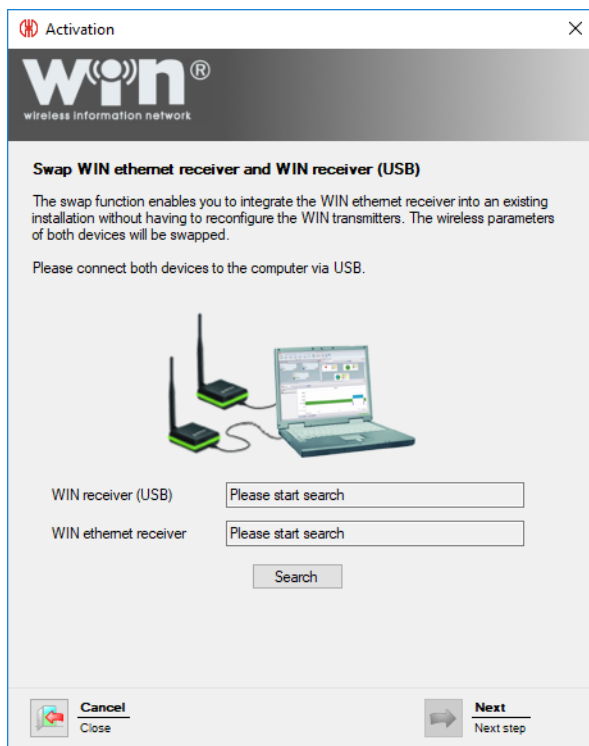 Activation
WIN®
wireless information network
Swap WIN ethernet receiver and WIN receiver (USB)
The swap function enables you to integrate the WIN ethernet receiver into an existing
installation without having to reconfigure the WIN transmitters. The wireless parameters
of both devices will be swapped.
Please connect both devices to the computer via USB.
WIN receiver (USB) Please start search
WIN ethernet receiver Please start search
Search
Cancel
Close
Next
Next step